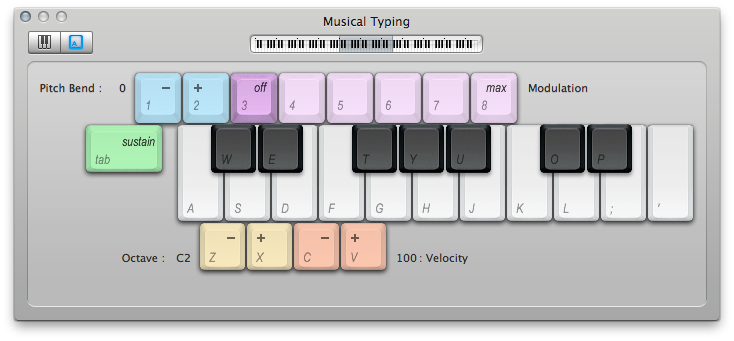 Musical Typing
Pitch Bend : 0 − + off max Modulation
1 2 3 4 5 6 7 8
sustain
tab
W E T Y U O P
A S D F G H J K L ; '
− + − +
Octave : C2 Z X C V 100 : Velocity